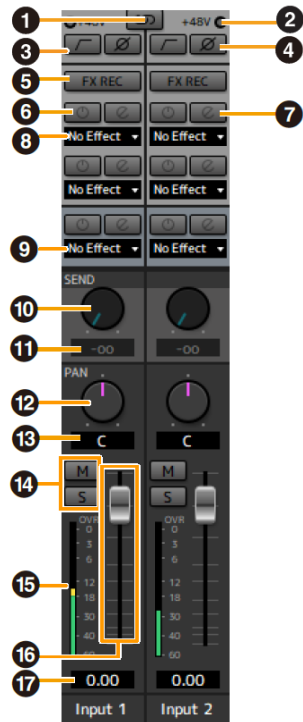 1 +48V +48V 2
3 4
5 FX REC FX REC
6 7
8 No Effect No Effect
No Effect No Effect
9 No Effect No Effect
SEND
10
11 -∞ -∞
PAN
12
13 C C
14 M M
S S
OVR OVR
0 0
3 3
6 6
12 12
15 18 18
30 30
40 40
16 60 60
17 0.00 0.00
Input 1 Input 2